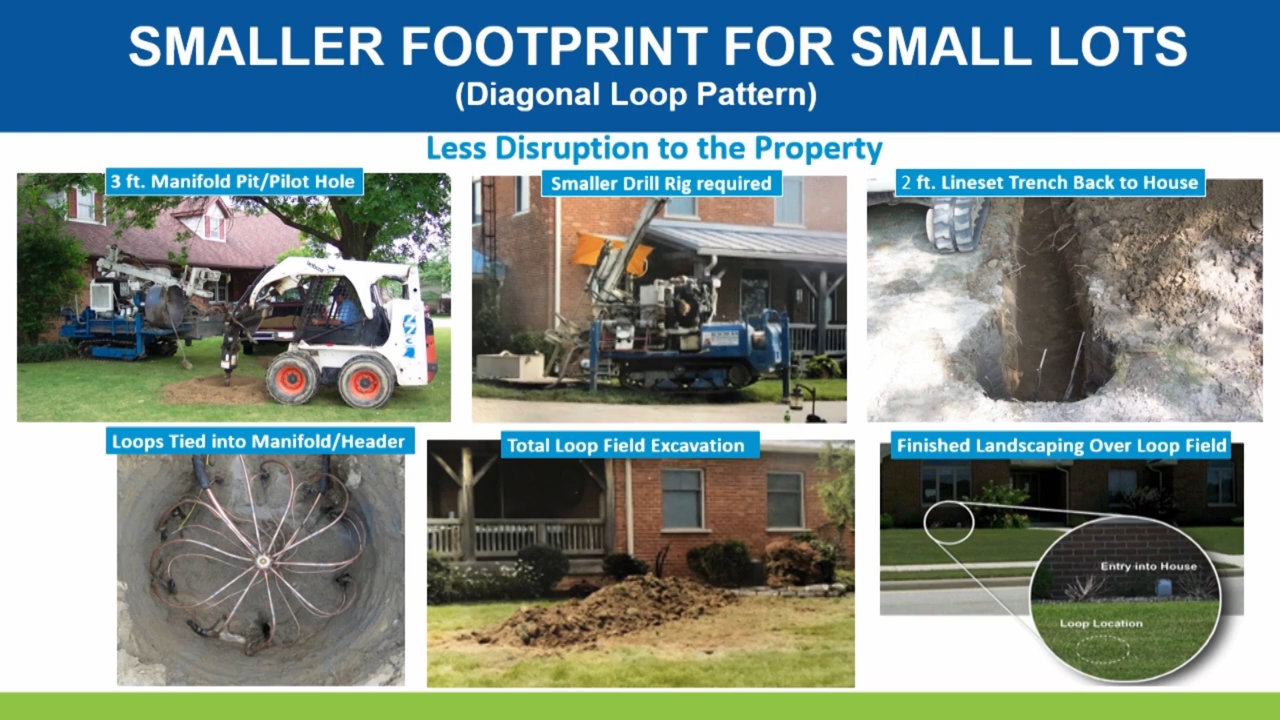 SMALLER FOOTPRINT FOR SMALL LOTS
(Diagonal Loop Pattern)
Less Disruption to the Property
3 ft. Manifold Pit/Pilot Hole
Smaller Drill Rig required
2 ft. Lineset Trench Back to House
Loops Tied into Manifold/Header
Total Loop Field Excavation
Finished Landscaping Over Loop Field
Entry into House
Loop Location